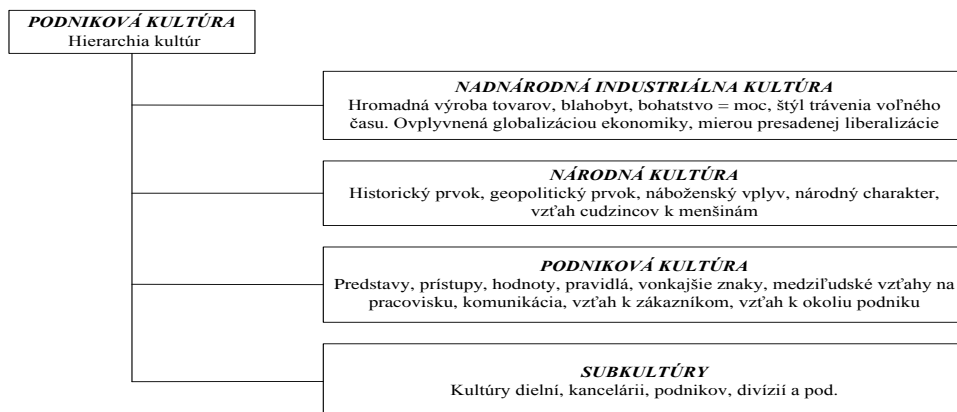 PODNIKOVÁ KULTÚRA
Hierarchia kultúr
NADNÁRODNÁ INDUSTRIÁLNA KULTÚRA
Hromadná výroba tovarov, blahobyt, bohatstvo = moc, štýl trávenia voľného
času. Ovplyvnená globalizáciou ekonomiky, mierou presadenej liberalizácie
NÁRODNÁ KULTÚRA
Historický prvok, geopolitický prvok, náboženský vplyv, národný charakter,
vzťah cudzincov k menšinám
PODNIKOVÁ KULTÚRA
Predstavy, prístupy, hodnoty, pravidlá, vonkajšie znaky, medziľudské vzťahy na
pracovisku, komunikácia, vzťah k zákazníkom, vzťah k okoliu podniku
SUBKULTÚRY
Kultúry dielní, kancelárii, podnikov, divízií a pod.